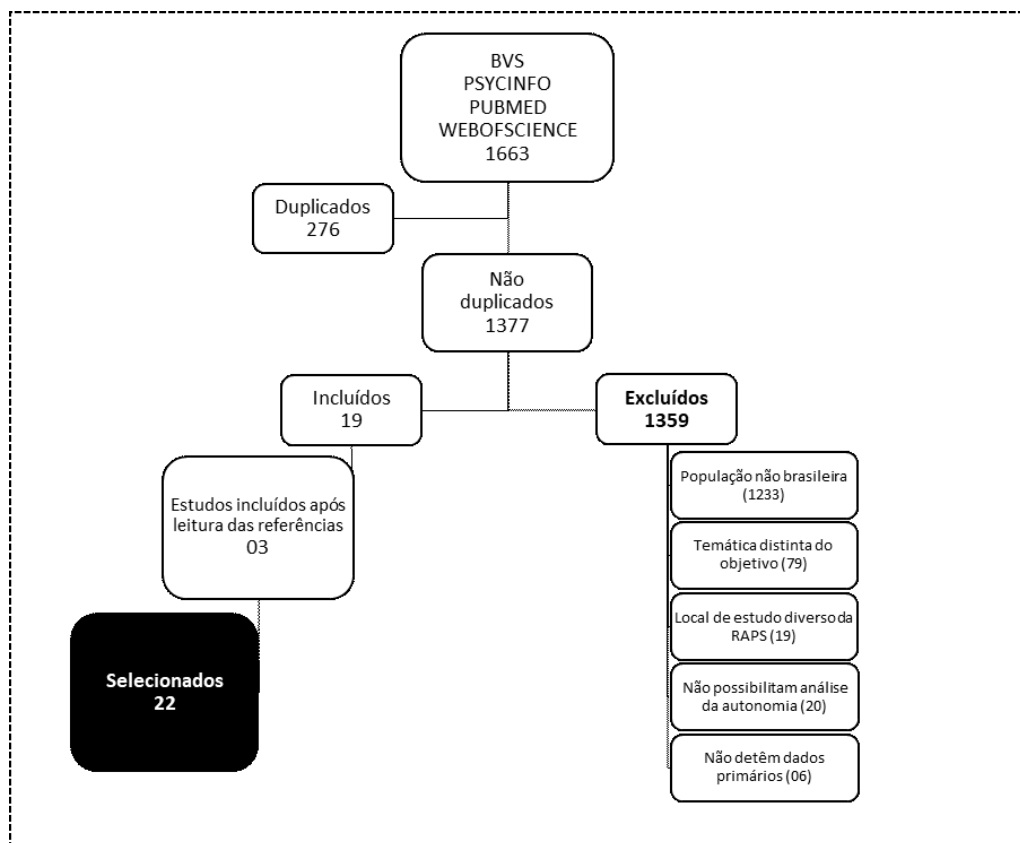 BVS
PSYCINFO
PUBMED
WEBOFSCIENCE
1663
Duplicados
276
Não
duplicados
1377
Incluídos
19
Excluídos
1359
Estudos incluídos após
leitura das referências
03
Selecionados
22
População não brasileira
(1233)
Temática distinta do
objetivo (79)
Local de estudo diverso da
RAPS (19)
Não possibilitam análise
da autonomia (20)
Não detêm dados
primários (06)